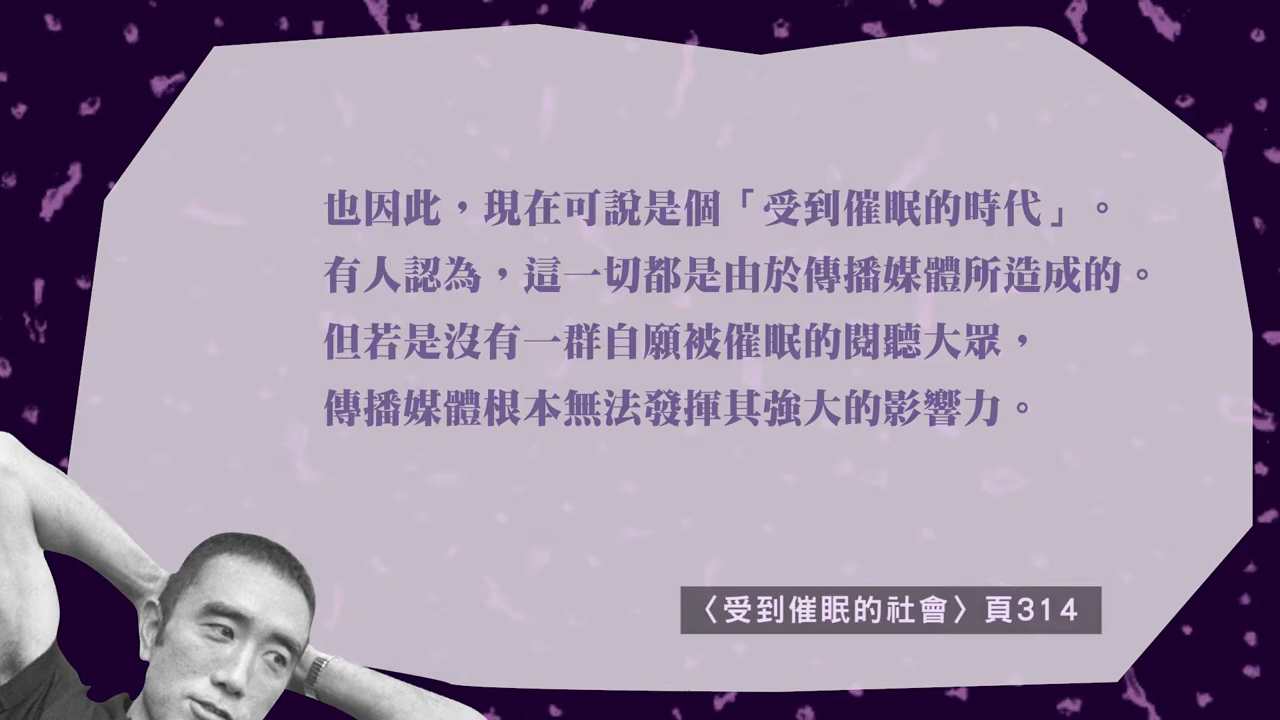 也因此，現在可說是個「受到催眠的時代」。
有人認為，這一切都是由於傳播媒體所造成的。
但若是沒有一群自願被催眠的閱聽大眾，
傳播媒體根本無法發揮其強大的影響力。
〈受到催眠的社會〉頁314